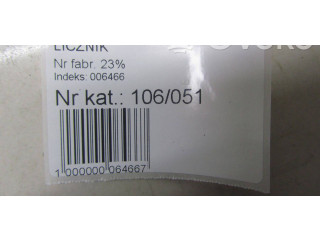 LICZNIK
Nr fabr. 23%
Indeks: 006466
Nr kat.: 106/051
1 000000 064667